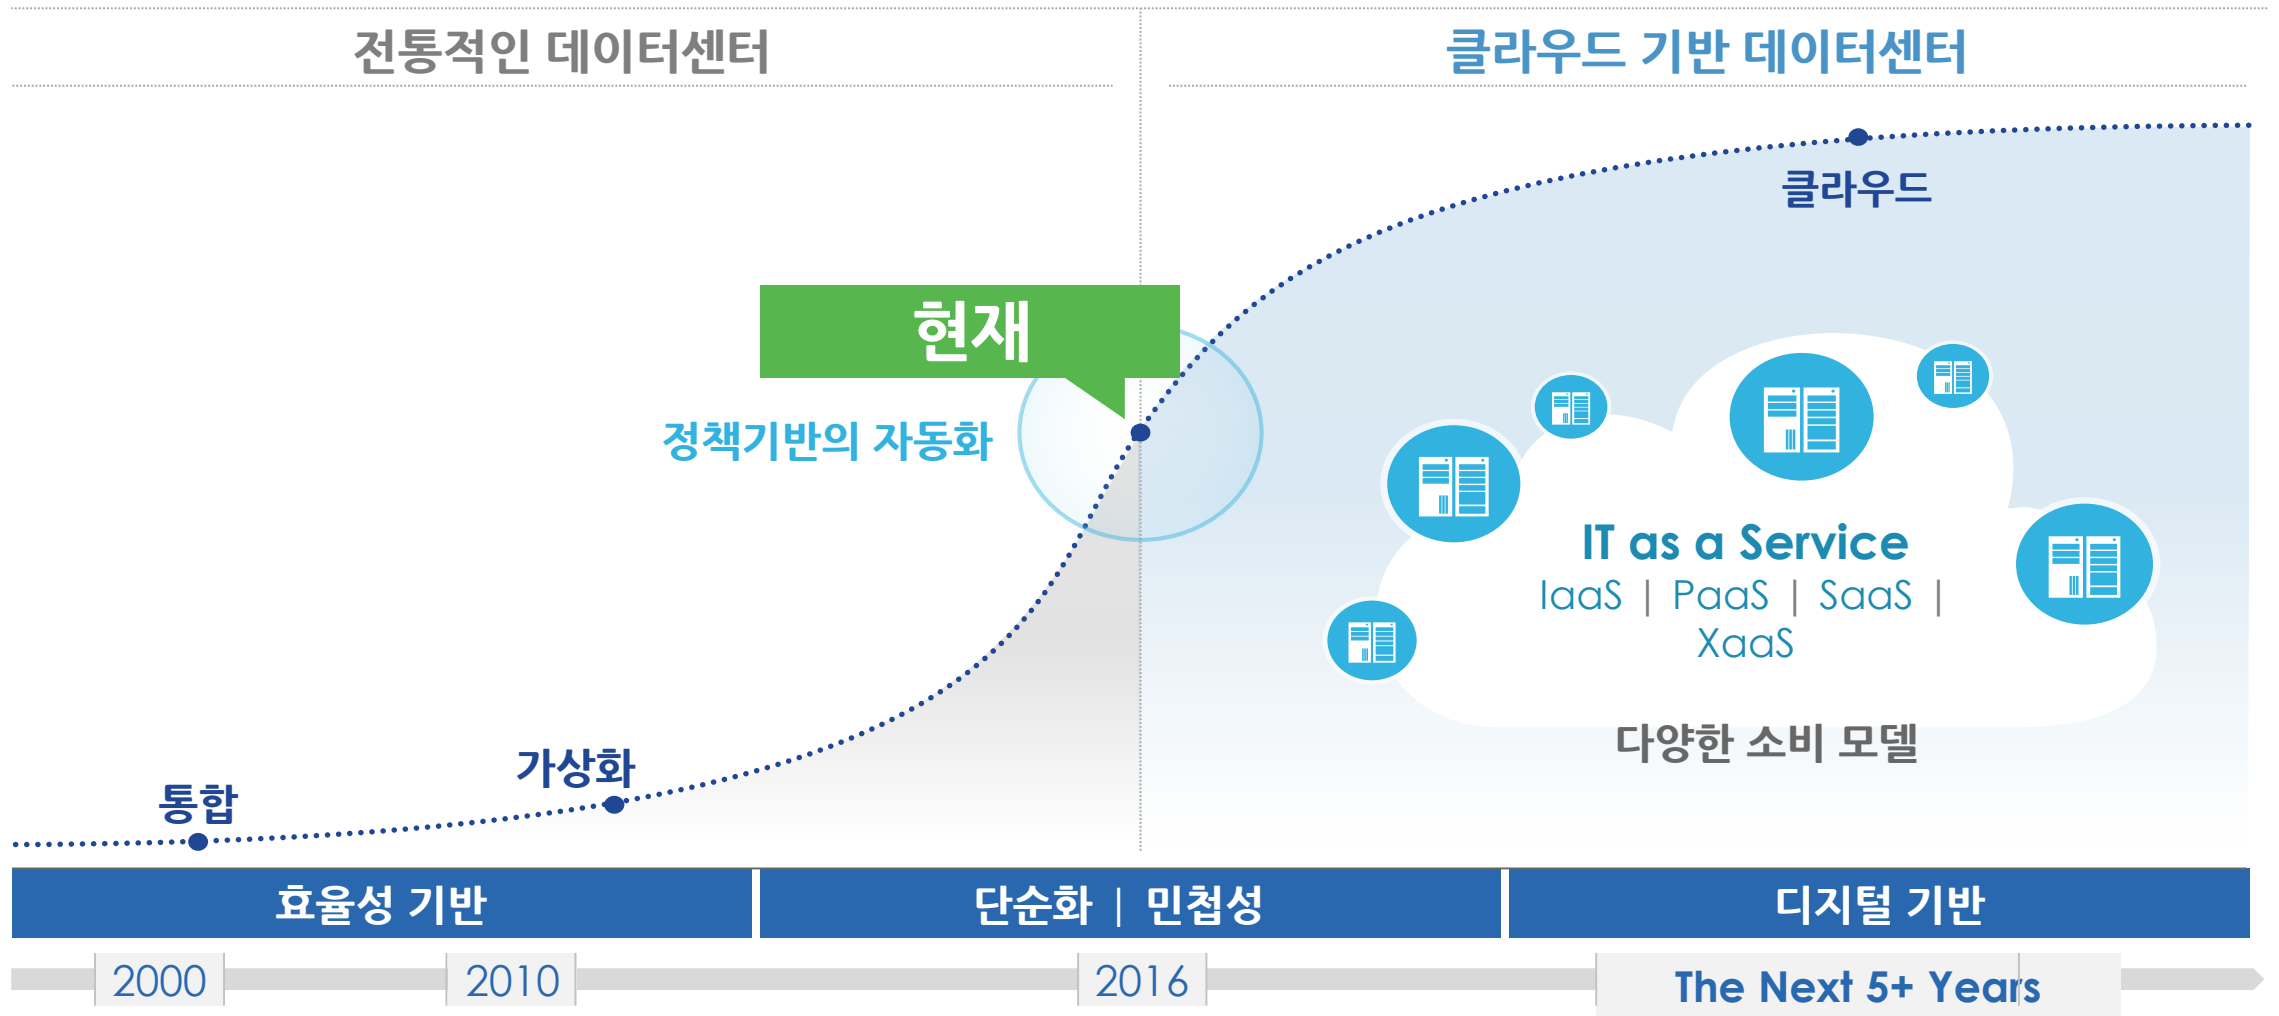 전통적인 데이터센터
클라우드 기반 데이터센터
클라우드
현재
정책기반의 자동화
IT as a Service
IaaS | PaaS | SaaS |
XaaS
다양한 소비 모델
가상화
통합
효율성 기반
단순화 | 민첩성
디지털 기반
2000
2010
2016
The Next 5+ Years